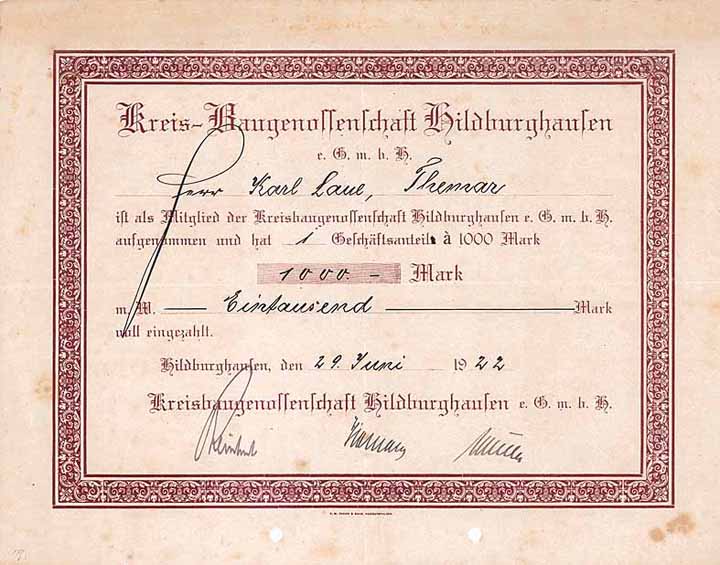 Kreis-Baugenossenschaft Hildburghausen
e. G. m. b. H.
Herr Karl Laue, Themar
ist als Mitglied der Kreisbaugenossenschaft Hildburghausen e. G. m. b. H.
aufgenommen und hat 1 Geschäftsanteil à 1000 Mark
1000 - Mark
m. W. — Eintausend — Mark
voll eingezahlt.
Hildburghausen, den 29. Juni 1922
Kreisbaugenossenschaft Hildburghausen e. G. m. b. H.